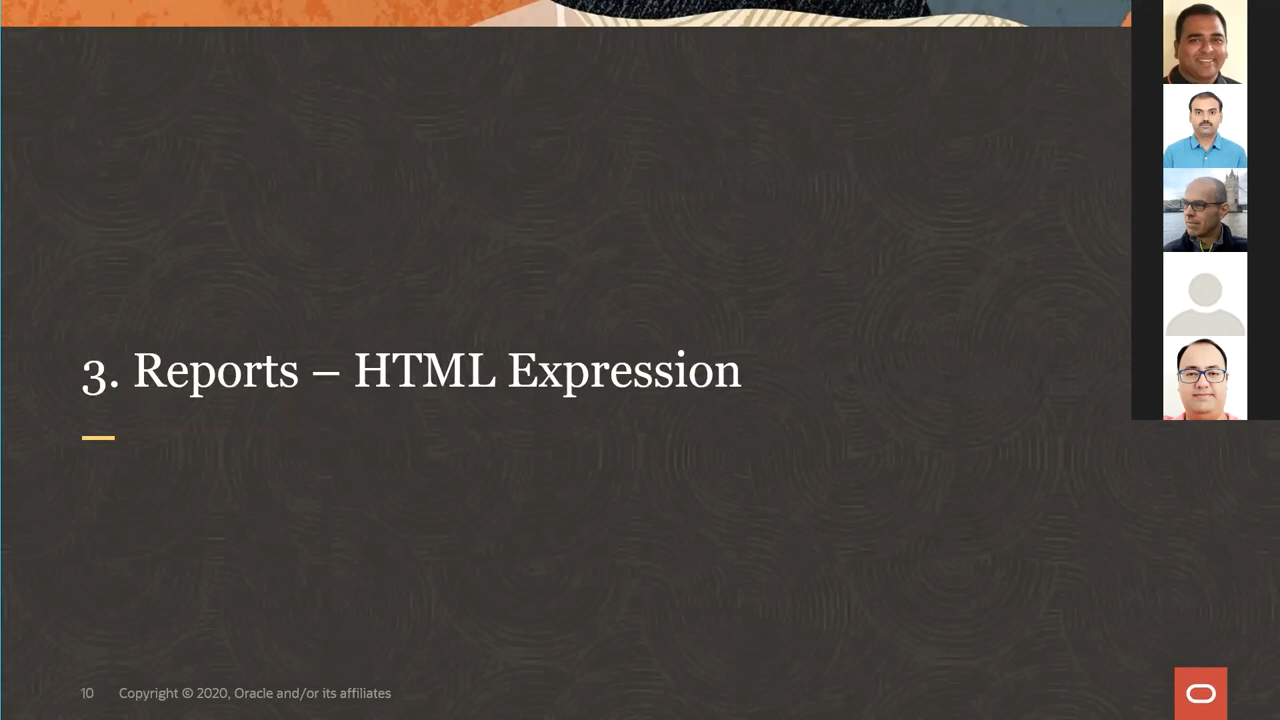 3. Reports – HTML Expression
10 Copyright © 2020, Oracle and/or its affiliates